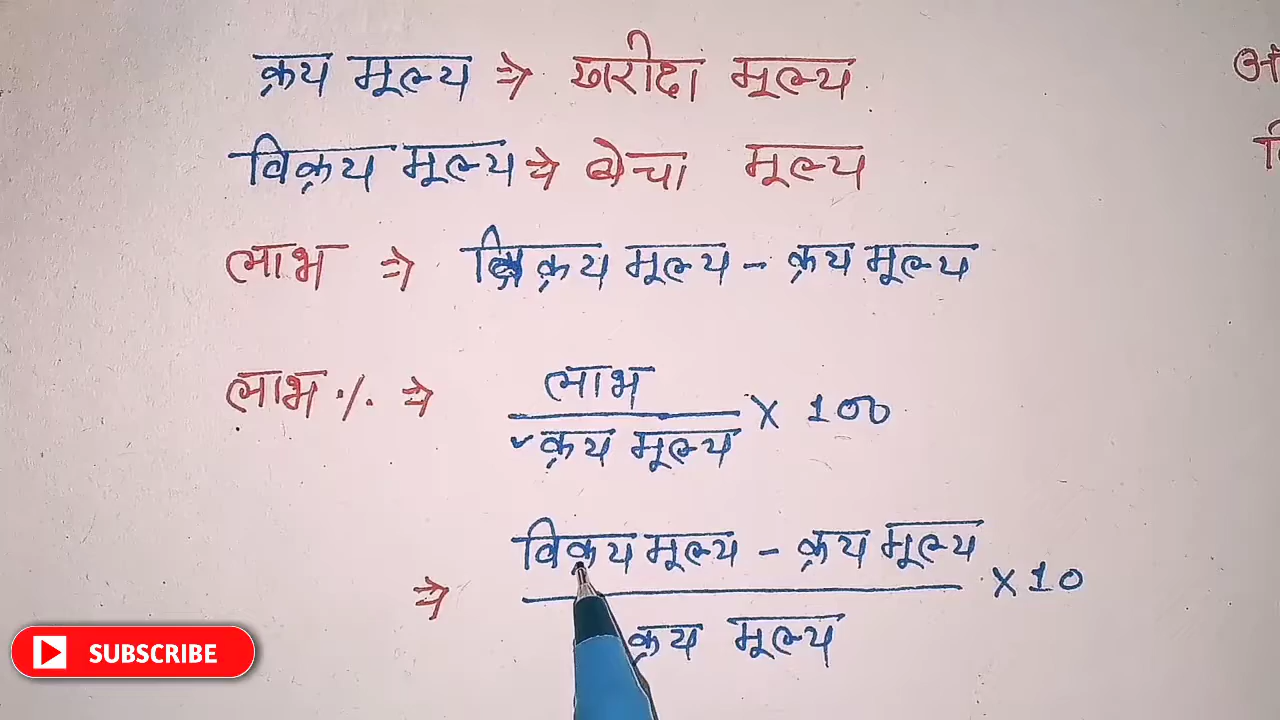 क्रय मूल्य ⇒ खरीदा मूल्य
विक्रय मूल्य ⇒ बेचा मूल्य
लाभ ⇒ विक्रय मूल्य - क्रय मूल्य
लाभ % ⇒ लाभ
क्रय मूल्य × 100
⇒ विक्रय मूल्य - क्रय मूल्य
क्रय मूल्य × 10
SUBSCRIBE